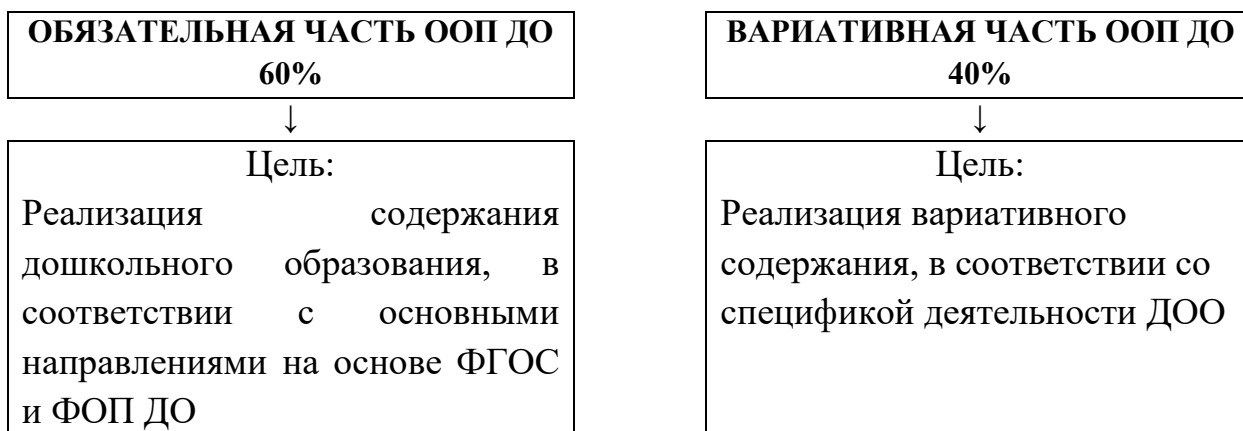 ОБЯЗАТЕЛЬНАЯ ЧАСТЬ ООП ДО
60%
↓
Цель:
Реализация содержания
дошкольного образования, в
соответствии с основными
направлениями на основе ФГОС
и ФОП ДО
ВАРИАТИВНАЯ ЧАСТЬ ООП ДО
40%
↓
Цель:
Реализация вариативного
содержания, в соответствии со
спецификой деятельности ДОО